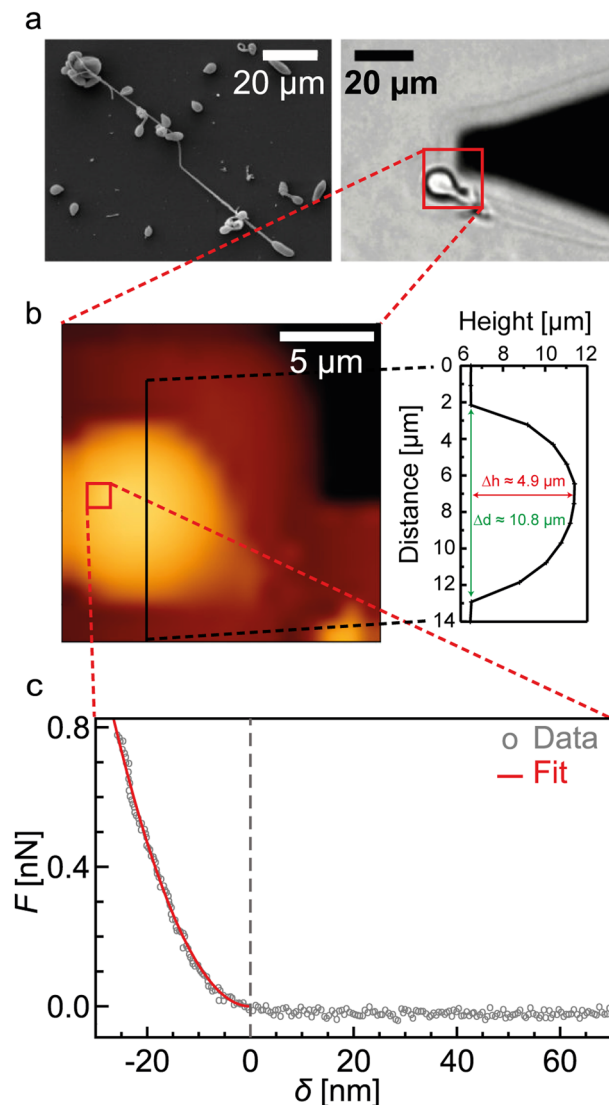 a
20 µm
20 µm
b
5 µm
Height [µm]
6 8 10 12
Distance [µm]
0
2
4
6
8
10
12
14
Δh ≈ 4.9 µm
Δd ≈ 10.8 µm
c
F [nN]
0.8
0.4
0.0
Data
Fit
-20 0 20 40 60
δ [nm]